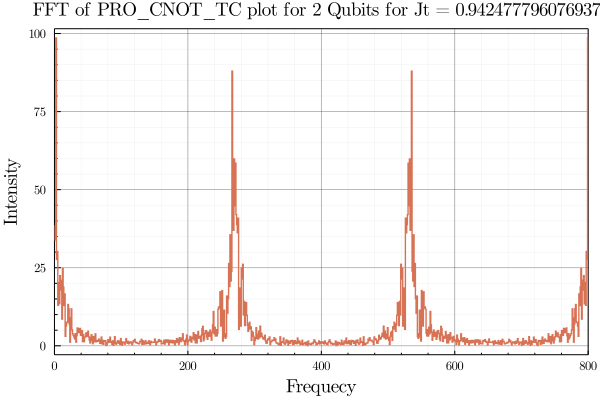 FFT of PRO_CNOT_TC plot for 2 Qubits for Jt = 0.942477796076937
100
75
50
25
0
Intensity
0 200 400 600 800
Frequecy